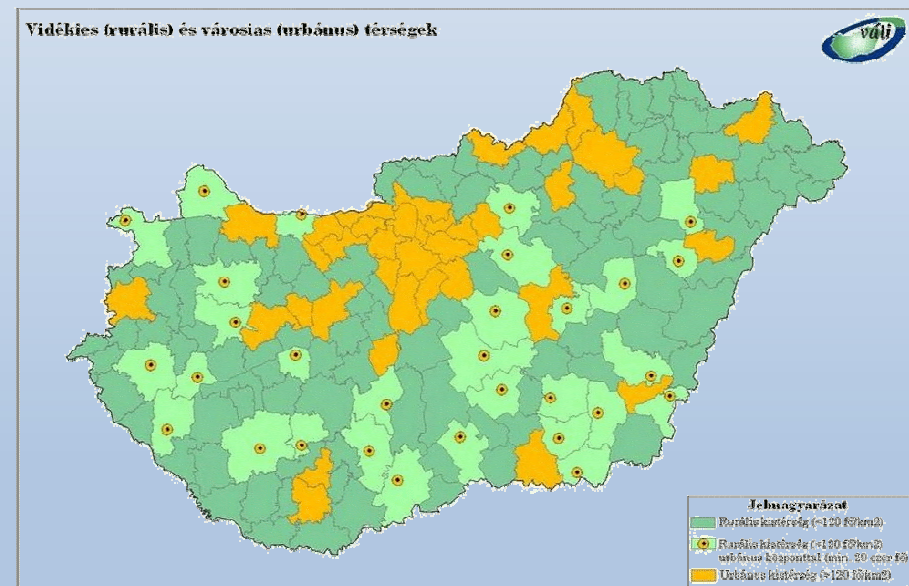 Vidékies (rurális) és városias (urbánus) térségek
váli
Jelmagyarázat
Rurális kistérség (<120 fő/km2)
Rurális kistérség (<120 fő/km2)
urbánus központtal (min. 20 ezer fő)
Urbánus kistérség (>120 fő/km2)